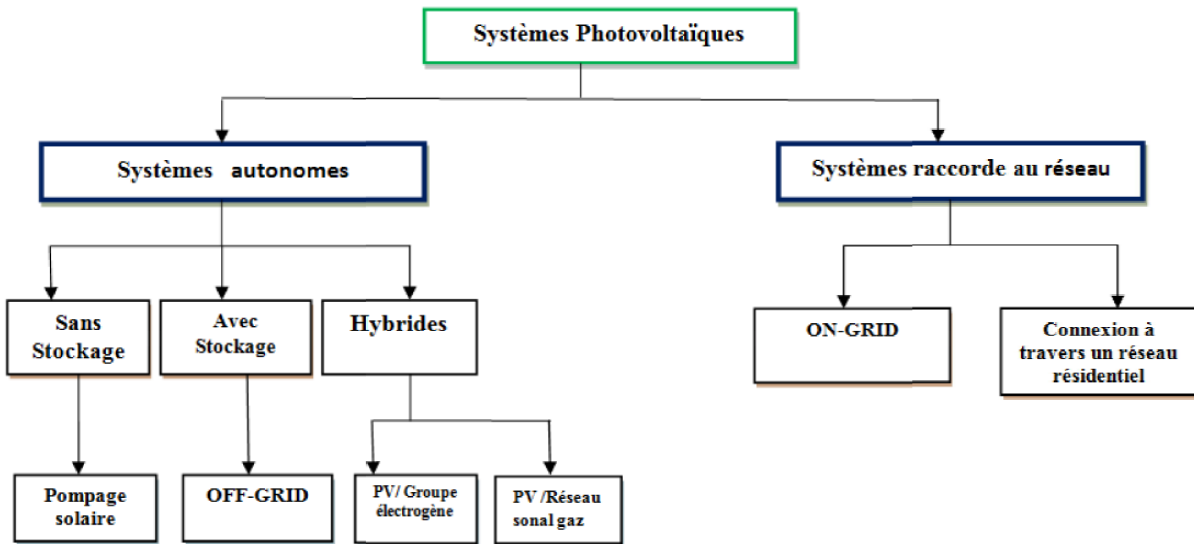 Systèmes Photovoltaïques
Systèmes autonomes
Systèmes raccorde au réseau
Sans
Stockage
Avec
Stockage
Hybrides
ON-GRID
Connexion à
travers un réseau
résidentiel
Pompage
solaire
OFF-GRID
PV/ Groupe
électrogène
PV /Réseau
sonal gaz